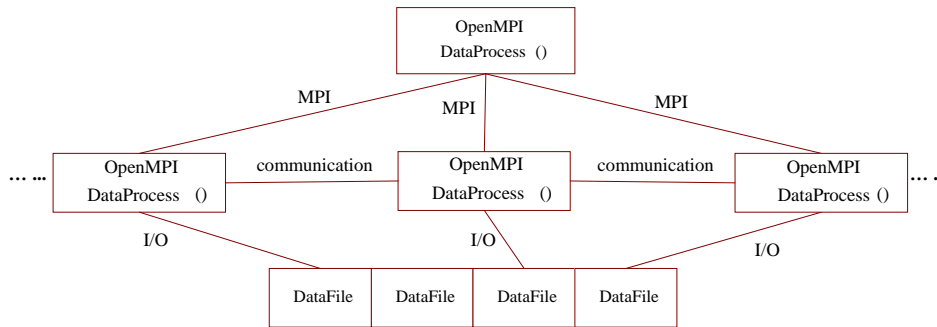 OpenMPI
DataProcess ()
MPI
MPI
MPI
OpenMPI
DataProcess ()
communication
OpenMPI
DataProcess ()
communication
OpenMPI
DataProcess ()
... ...
... ..
I/O
I/O
I/O
DataFile
DataFile
DataFile
DataFile